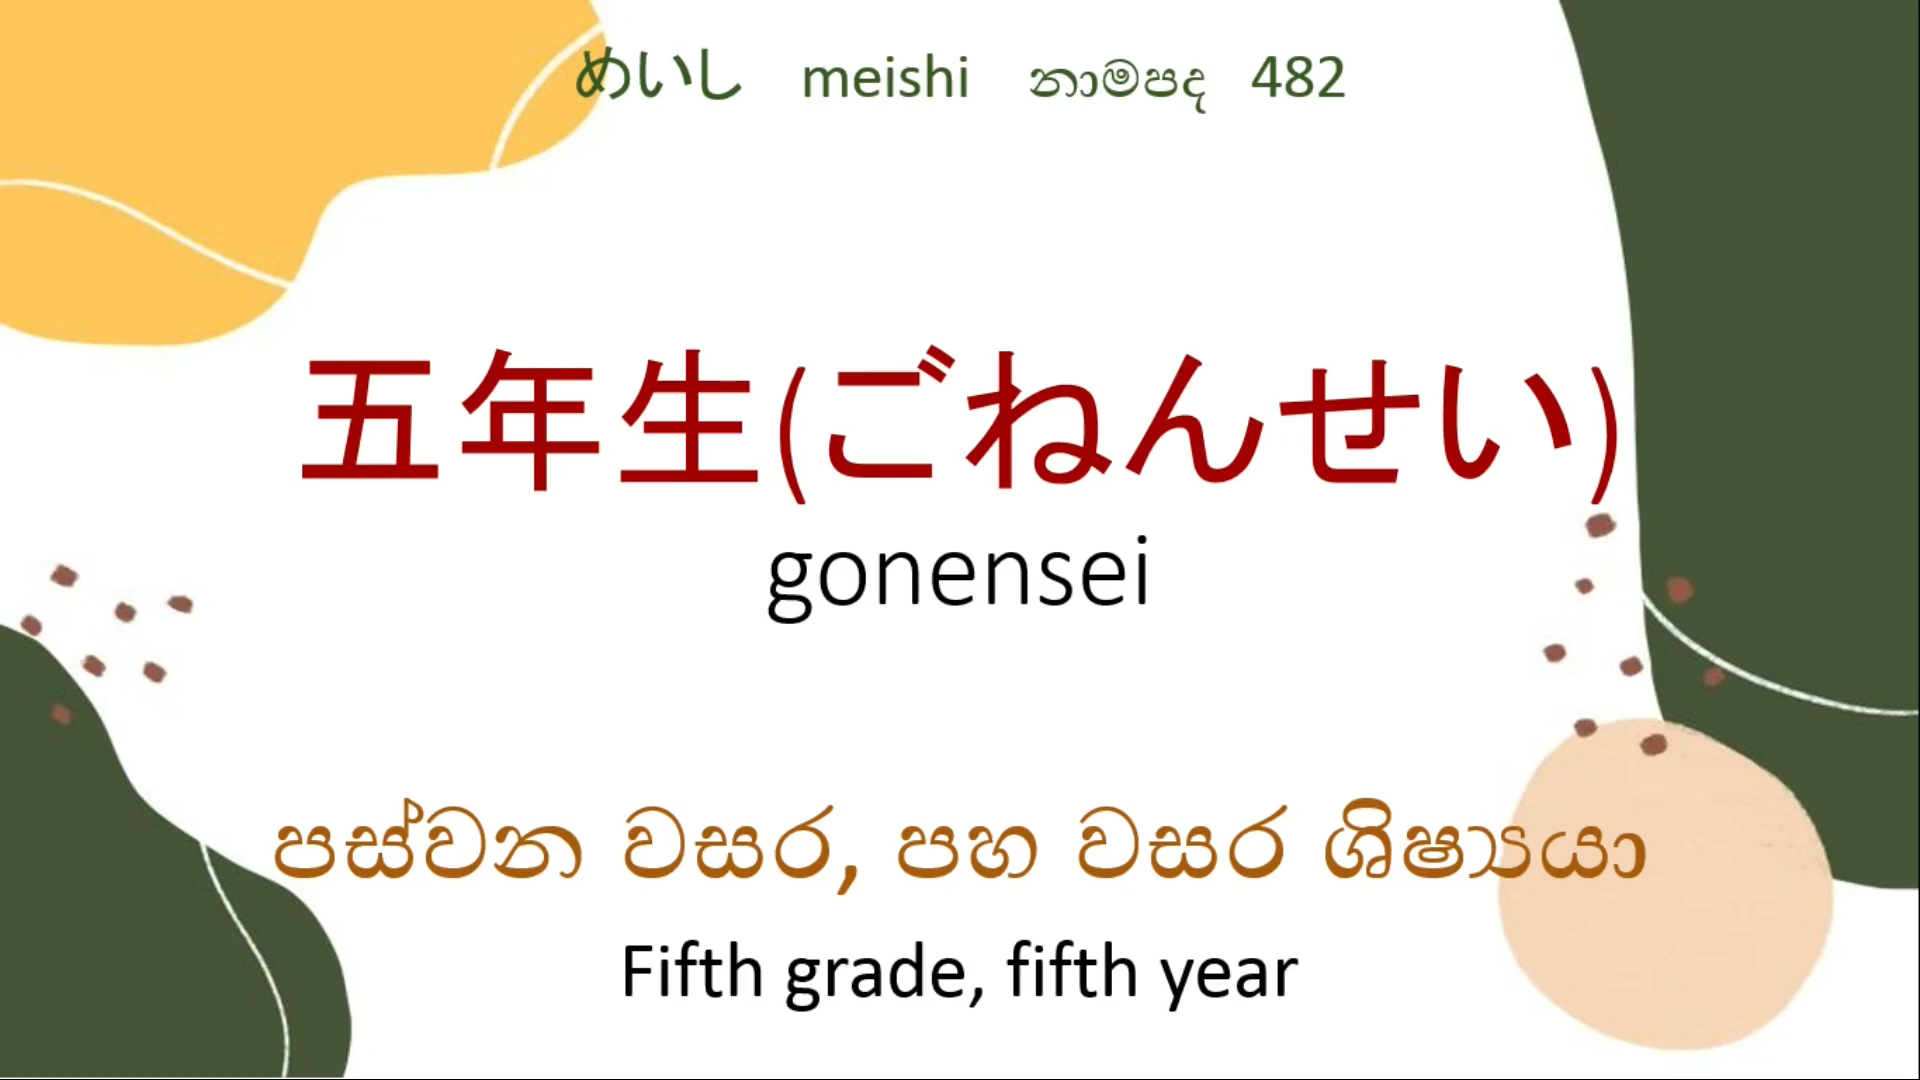 めいし meishi නාමපද 482
五年生(ごねんせい)
gonensei
පස්වන වසර, පහ වසර ශිෂ්‍යයා
Fifth grade, fifth year